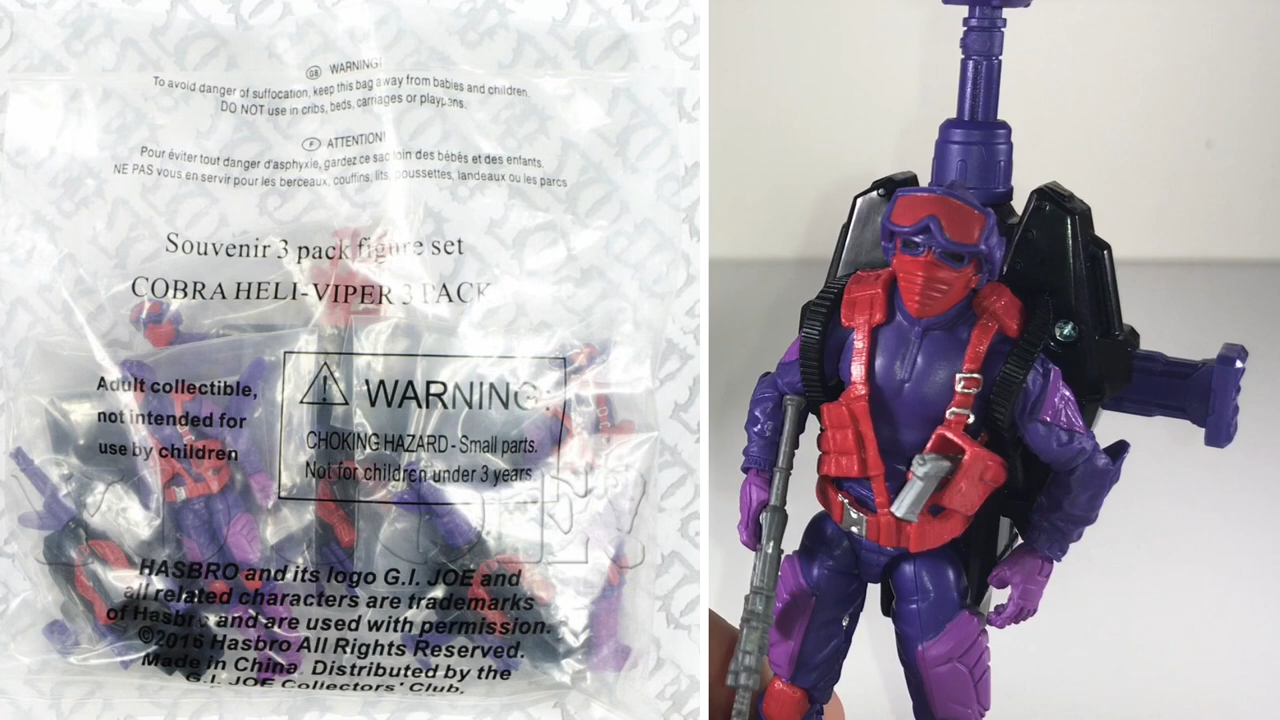 GB WARNING!
To avoid danger of suffocation, keep this bag away from babies and children.
DO NOT use in cribs, beds, carriages or playpens.
F ATTENTION!
Pour éviter tout danger d'asphyxie, gardez ce sac loin des bébés et des enfants.
NE PAS vous en servir pour les berceaux, couffins, lits, poussettes, landeaux ou les parcs
Souvenir 3 pack figure set
COBRA HELI-VIPER 3 PACK
Adult collectible,
not intended for
use by children
WARNING:
CHOKING HAZARD - Small parts.
Not for children under 3 years.
HASBRO and its logo G.I. JOE and
all related characters are trademarks
of Hasbro and are used with permission.
©2016 Hasbro All Rights Reserved.
Made in China. Distributed by the
G.I. JOE Collectors' Club,